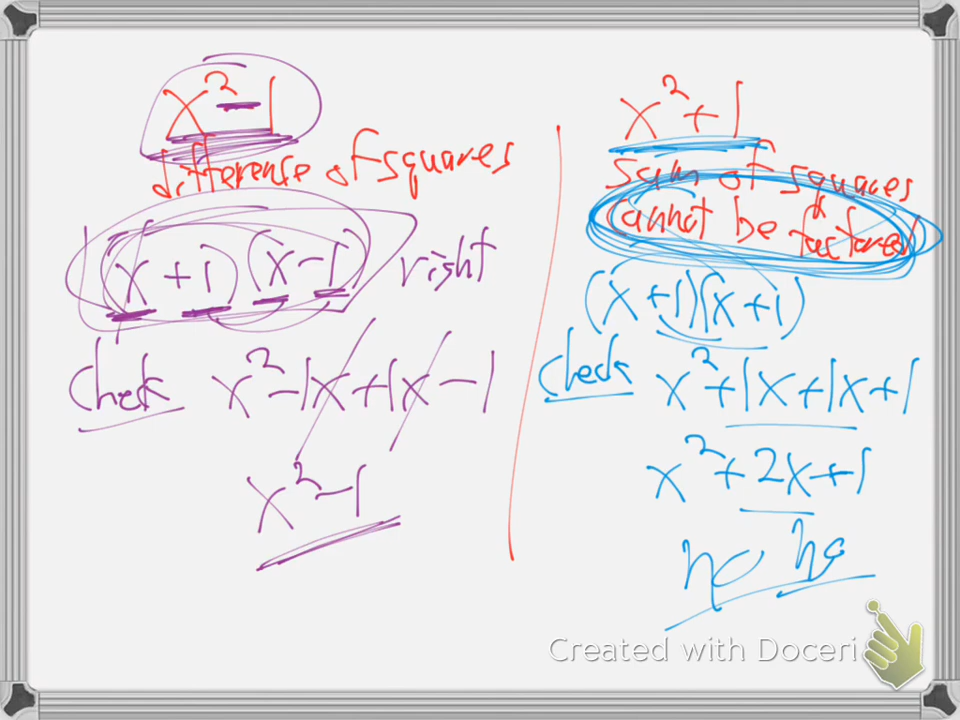 x² - 1
difference of squares
(x + 1)(x - 1) right
check x² - 1x + 1x - 1
x² - 1
x² + 1
sum of squares
cannot be factored
(x + 1)(x + 1)
check x² + 1x + 1x + 1
x² + 2x + 1
no no
Created with Doceri